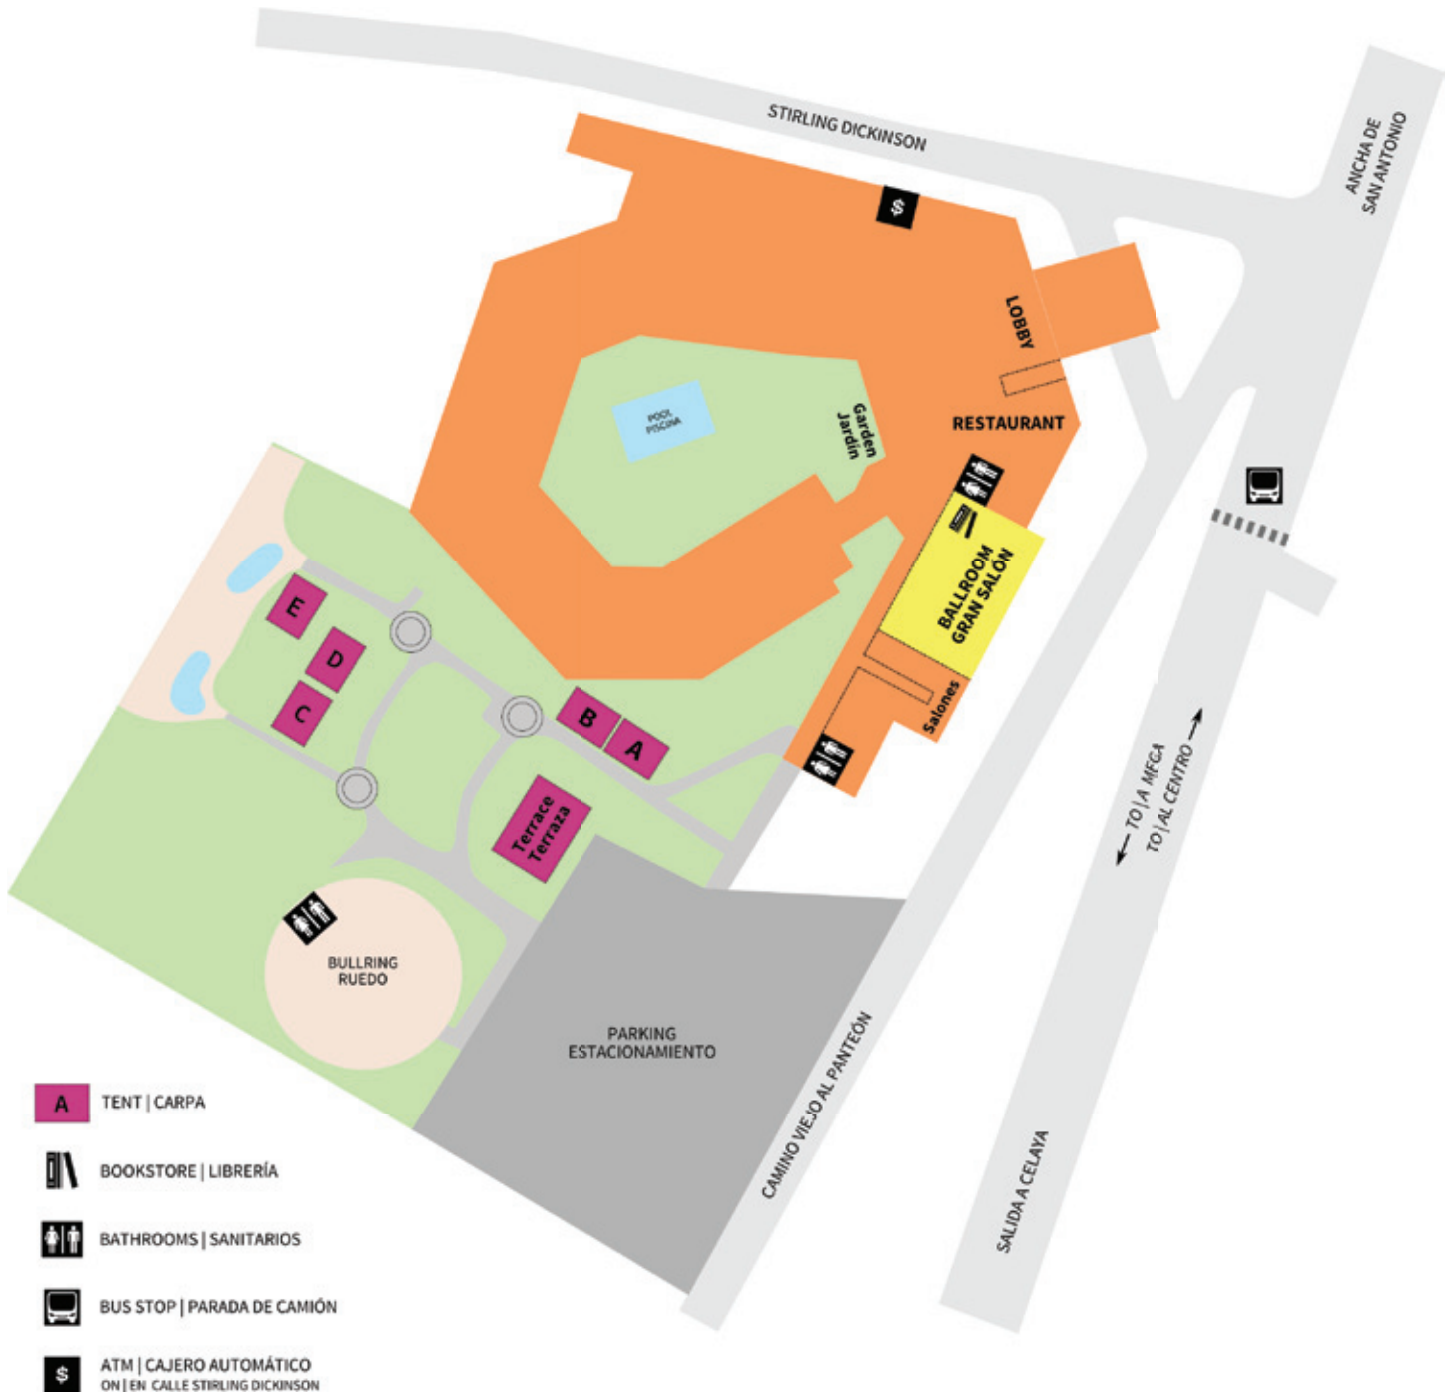 STIRLING DICKINSON
ANCHA DE
SAN ANTONIO
$
LOBBY
RESTAURANT
POOL
PISCINA
Garden
Jardín
BALLROOM
GRAN SALÓN
Salones
E
D
C
B
A
Terrace
Terraza
← TO | A MEGA
TO | AL CENTRO →
BULLRING
RUEDO
PARKING
ESTACIONAMIENTO
CAMINO VIEJO AL PANTEÓN
SALIDA A CELAYA
A TENT | CARPA
BOOKSTORE | LIBRERÍA
BATHROOMS | SANITARIOS
BUS STOP | PARADA DE CAMIÓN
$ ATM | CAJERO AUTOMÁTICO
ON | EN CALLE STIRLING DICKINSON